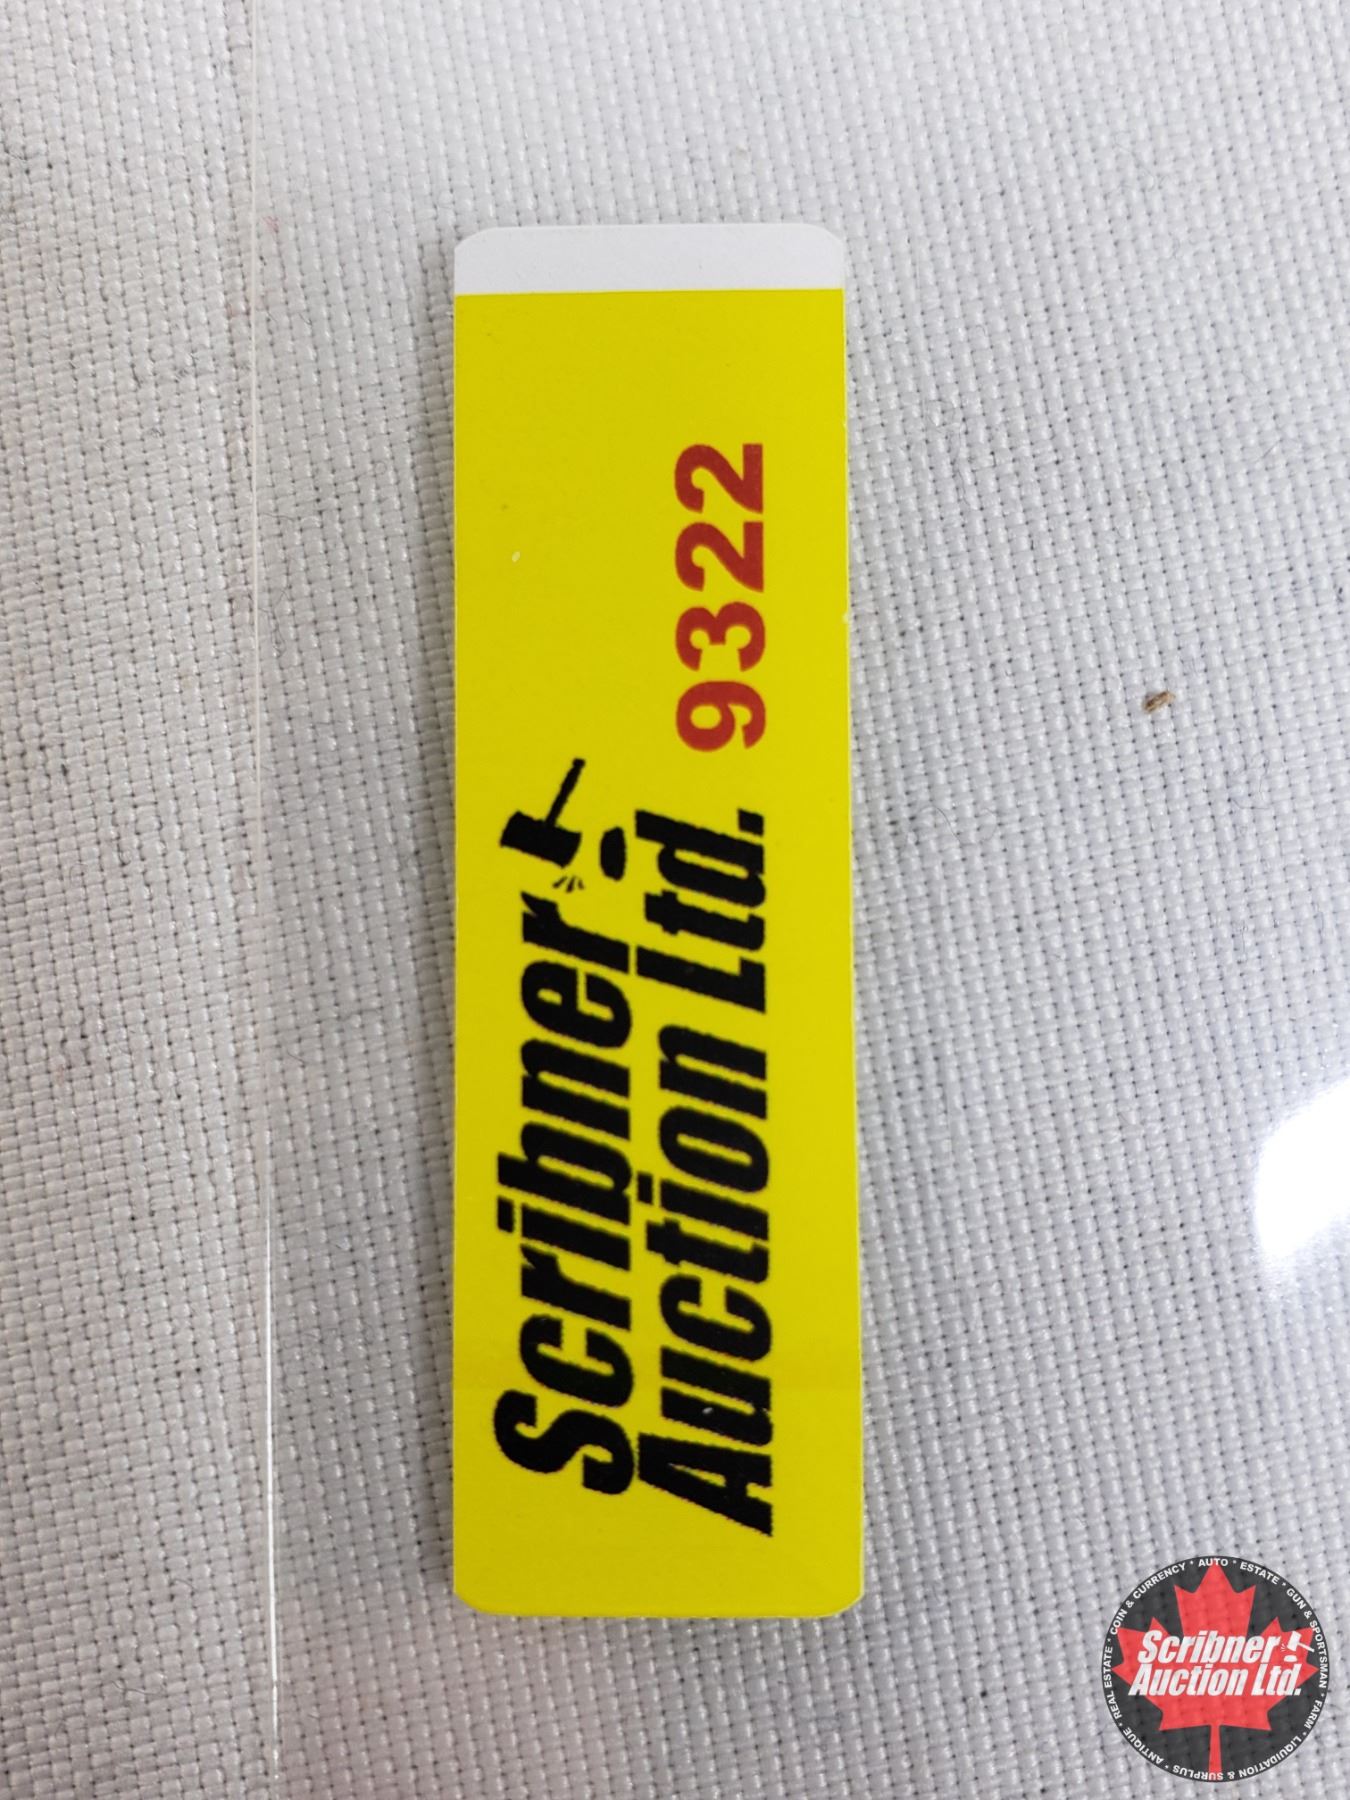 Scribner
Auction Ltd. 9322
COIN & CURRENCY * AUTO * ESTATE * GUN & SPORTSMAN * FARM * LIQUIDATION & SURPLUS * ANTIQUE * REAL ESTATE *
Scribner
Auction Ltd.